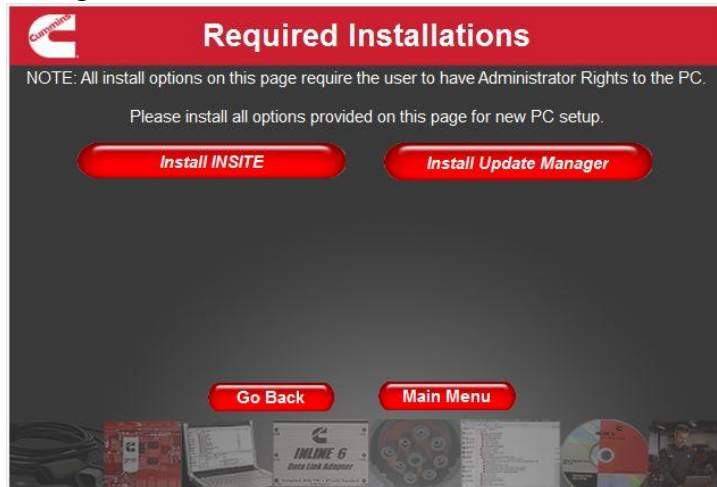 Cummins
Required Installations
NOTE: All install options on this page require the user to have Administrator Rights to the PC.
Please install all options provided on this page for new PC setup.
Install INSITE
Install Update Manager
Go Back
Main Menu
INLINE 6
Data Link Adapter